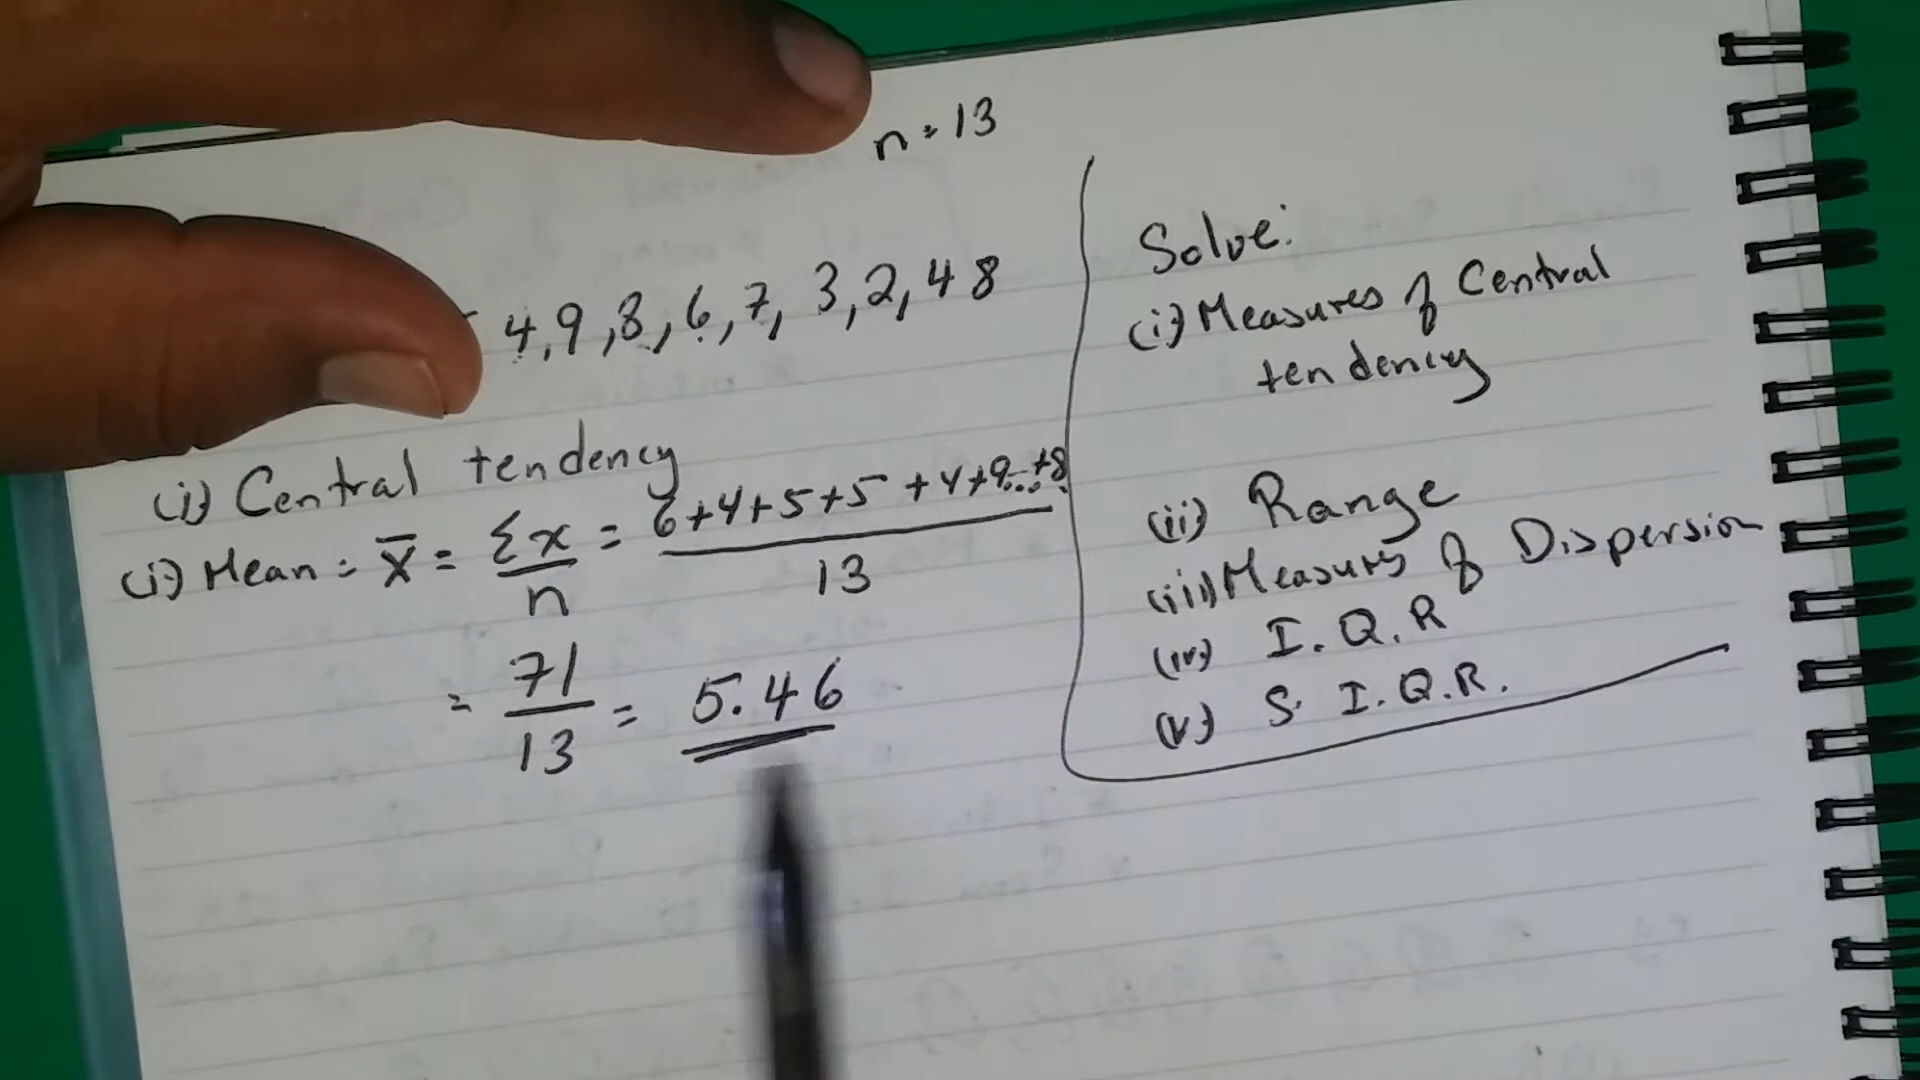 n = 13
4, 9, 8, 6, 7, 3, 2, 4 8
(i) Central tendency
(i) Mean = x̄ = Σx/n = 6+4+5+5+4+9...+8/13
= 71/13 = 5.46
Solve:
(i) Measures of Central
tendency
(ii) Range
(iii) Measures of Dispersion
(iv) I.Q.R
(v) S. I.Q.R.